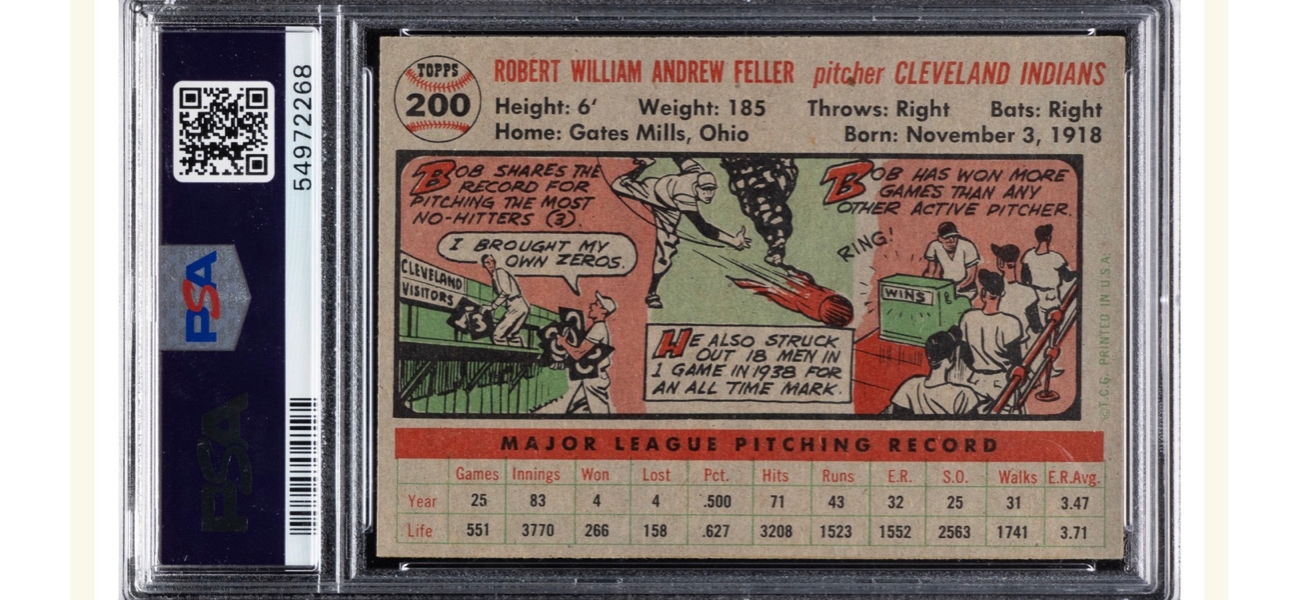 54972268
PSA
PSA
TOPPS
200
ROBERT WILLIAM ANDREW FELLER pitcher CLEVELAND INDIANS
Height: 6' Weight: 185 Throws: Right Bats: Right
Home: Gates Mills, Ohio Born: November 3, 1918
BOB SHARES THE
RECORD FOR
PITCHING THE MOST
NO-HITTERS (3).
I BROUGHT MY
OWN ZEROS.
CLEVELAND
VISITORS
HE ALSO STRUCK
OUT 18 MEN IN
1 GAME IN 1938 FOR
AN ALL TIME MARK.
BOB HAS WON MORE
GAMES THAN ANY
OTHER ACTIVE PITCHER.
RING!
WINS
©T.C.G. PRINTED IN U.S.A.
MAJOR LEAGUE PITCHING RECORD
Games Innings Won Lost Pct. Hits Runs E.R. S.O. Walks E.R.Avg.
Year 25 83 4 4 .500 71 43 32 25 31 3.47
Life 551 3770 266 158 .627 3208 1523 1552 2563 1741 3.71